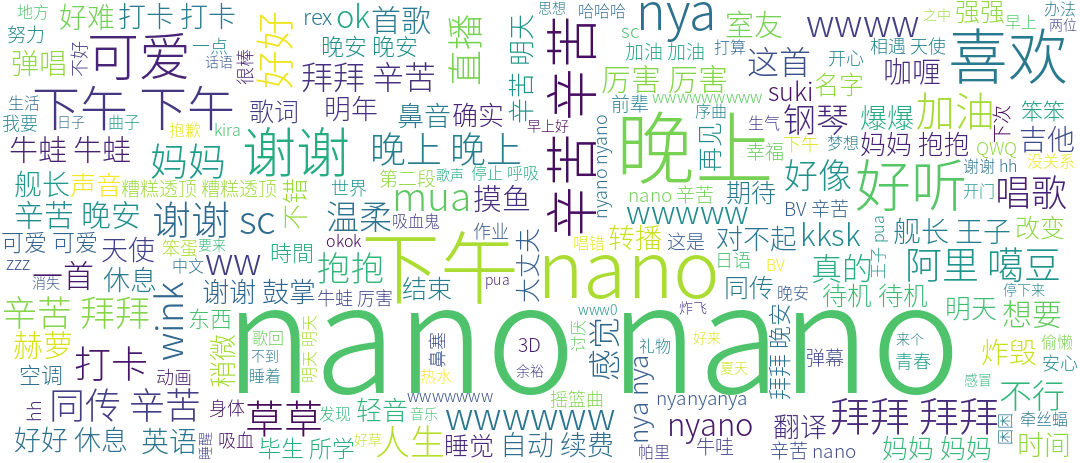 地方
好难
打卡 打卡
rex
ok
首歌
nya
wwww
强强
办法
思想
哈哈哈
之中
早上
两位
努力
可爱
好好
晚安 晚安
直播
明天
辛苦
sc
加油 加油
打算
室友
开心
相遇 天使
喜欢
弹唱
不好
一点
话语
很棒
拜拜 辛苦
辛苦 辛苦
厉害 厉害
这首
咖喱
名字
下午 下午
歌词
明年
鼻音
确实
前辈
wwwwwwwww
序曲
suki
钢琴
爆爆
加油
笨笨
生活
我要
日子
曲子
抱歉
kira
谢谢
早上好
晚上
再见
生气
幸福
下午
梦想
QWQ
下次
吉他
牛蛙 牛蛙
妈妈
晚上 晚上
nyano nyano
妈妈 抱抱
谢谢 hh
没关系
舰长
声音
糟糕透顶 糟糕透顶
不错
世界
第二段
歌声
停止 呼吸
nano 辛苦
期待
好像
好听
开门
唱歌
辛苦 晚安
谢谢 sc
温柔
吸血鬼
mua
摸鱼
wwwww
BV 辛苦
舰长 王子
改变
可爱 可爱
天使
笨蛋
要来
okok
作业
下午
大丈夫
唱错
转播
这是
对不起
kksk
王子
pua
zzz
一首
消失
休息
中文
ww
時間
抱抱
nano
日语
BV
真的
阿里 噶豆
wink
谢谢 鼓掌
牛蛙 厉害
结束
pua
同传
炸飞
晚安
待机 待机
停下来
明天
想要
辛苦 拜拜
东西
nano nano
www0
赫萝
打卡
稍微
歌回
不到
睡着
明天 明天
鼻塞
热水
3D
余裕
讨厌
感觉
礼物
好来
夏天
拜拜 晚安
弹幕
来个
青春
炸毁
偷懒
安心
空调
动画
摇篮曲
nya nya
nyanyanya
感冒
不行
hh
同传 辛苦
身体
草草
发现
轻音
音乐
wwwwwwww
wwwwwww
nyano
翻译
拜拜 拜拜
困困
牵丝蝠
好好 休息
英语
睡醒
吸血
毕生 所学
好草
人生
睡觉
自动 续费
帕里
牛哇
辛苦 nano
妈妈 妈妈
时间